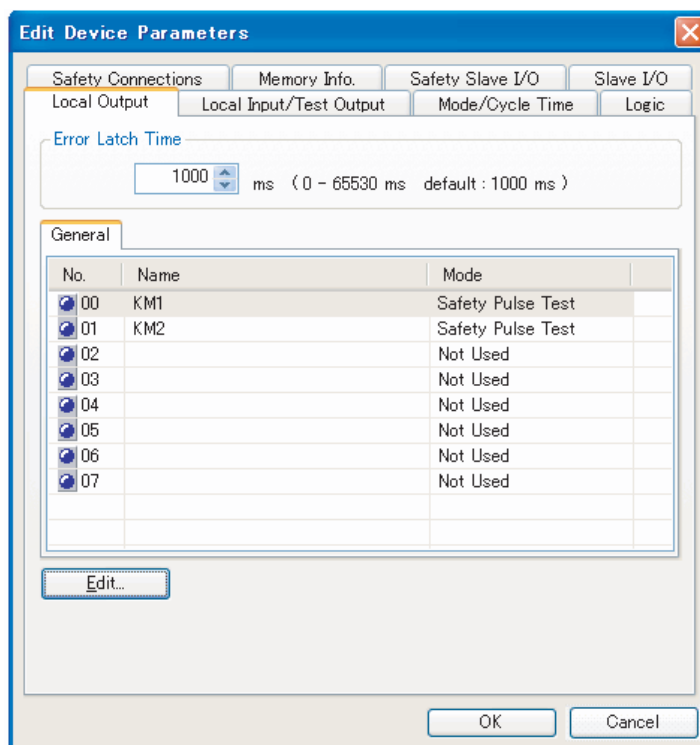 Edit Device Parameters
Safety Connections Memory Info. Safety Slave I/O Slave I/O
Local Output Local Input/Test Output Mode/Cycle Time Logic
Error Latch Time
1000 ms ( 0 - 65530 ms default : 1000 ms )
General
No. Name Mode
00 KM1 Safety Pulse Test
01 KM2 Safety Pulse Test
02 Not Used
03 Not Used
04 Not Used
05 Not Used
06 Not Used
07 Not Used
Edit...
OK Cancel